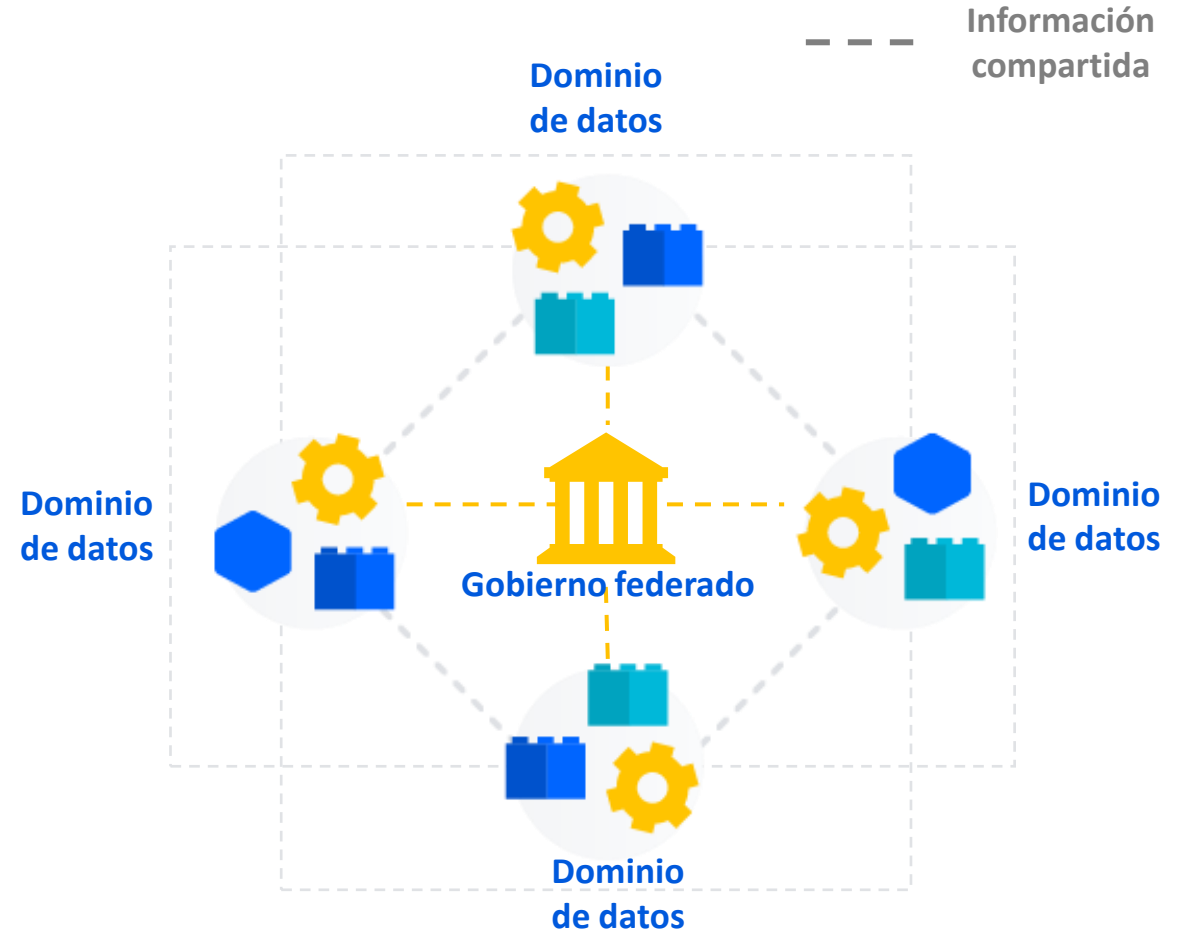 Información
compartida
Dominio
de datos
Dominio
de datos
Dominio
de datos
Gobierno federado
Dominio
de datos